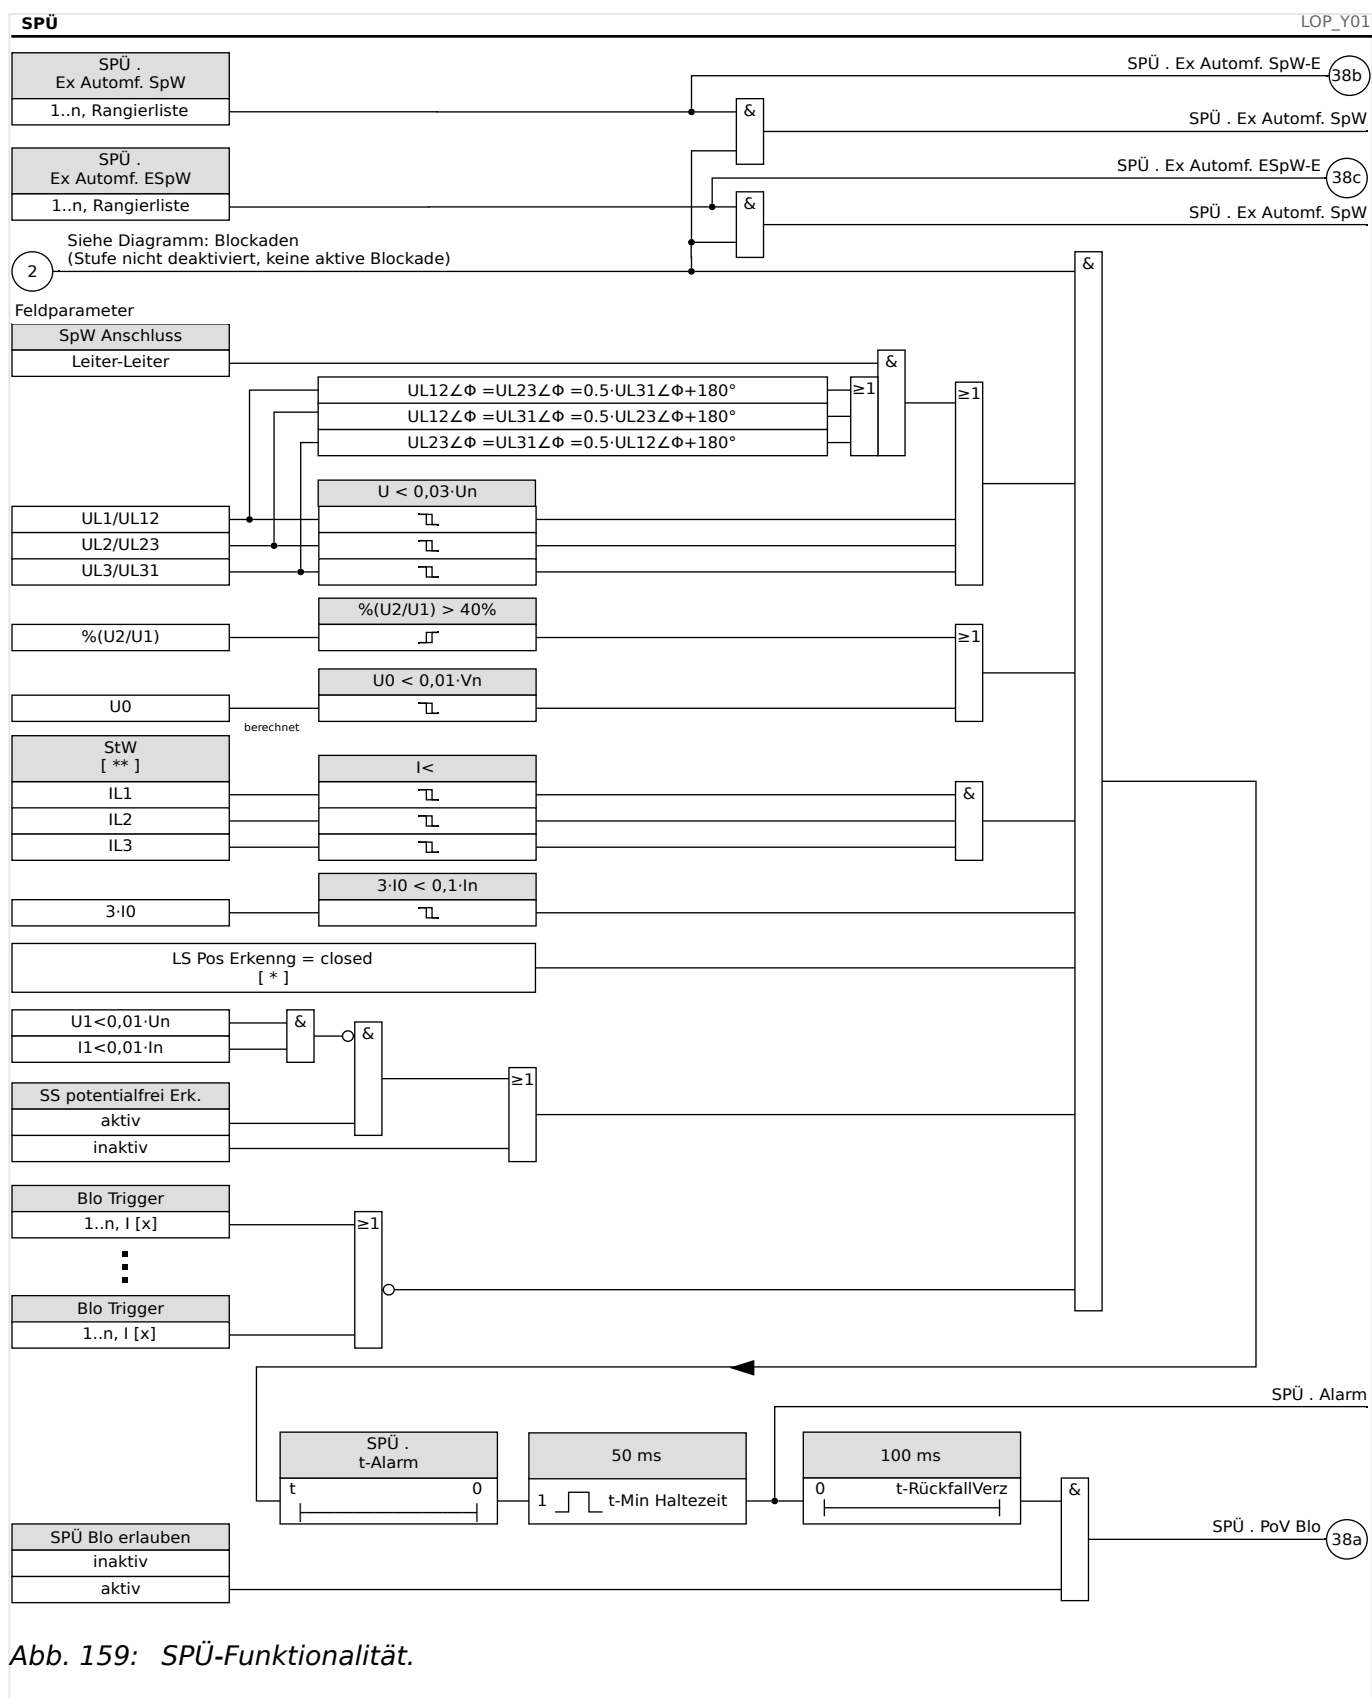 SPÜ
LOP_Y01
SPÜ .
Ex Automf. SpW
1..n, Rangierliste
SPÜ . Ex Automf. SpW-E
38b
&
SPÜ . Ex Automf. SpW
SPÜ .
Ex Automf. ESpW
1..n, Rangierliste
SPÜ . Ex Automf. ESpW-E
38c
&
SPÜ . Ex Automf. SpW
Siehe Diagramm: Blockaden
(Stufe nicht deaktiviert, keine aktive Blockade)
2
&
Feldparameter
SpW Anschluss
Leiter-Leiter
&
UL12∠Φ =UL23∠Φ =0.5·UL31∠Φ+180°
UL12∠Φ =UL31∠Φ =0.5·UL23∠Φ+180°
UL23∠Φ =UL31∠Φ =0.5·UL12∠Φ+180°
≥1
≥1
U < 0,03·Un
UL1/UL12
UL2/UL23
UL3/UL31
%(U2/U1) > 40%
%(U2/U1)
≥1
U0 < 0,01·Vn
U0
berechnet
StW
[ ** ]
I<
IL1
IL2
IL3
&
3·I0 < 0,1·In
3·I0
LS Pos Erkenng = closed
[ * ]
U1<0,01·Un
I1<0,01·In
&
&
SS potentialfrei Erk.
aktiv
inaktiv
≥1
Blo Trigger
1..n, I [x]
≥1
Blo Trigger
1..n, I [x]
SPÜ . Alarm
SPÜ .
t-Alarm
t 0
50 ms
1 t-Min Haltezeit
100 ms
0 t-RückfallVerz
&
SPÜ Blo erlauben
inaktiv
aktiv
SPÜ . PoV Blo
38a
Abb. 159: SPÜ-Funktionalität.